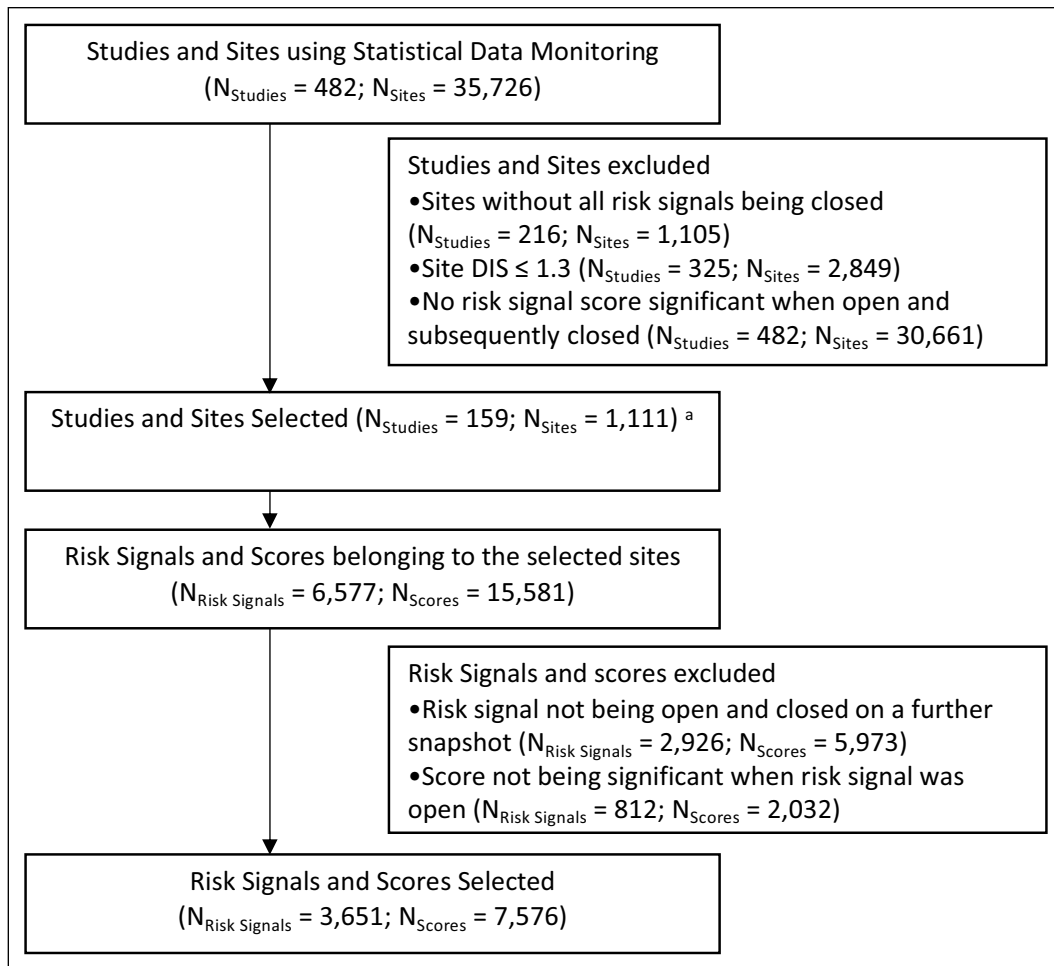 Studies and Sites using Statistical Data Monitoring
(NStudies = 482; NSites = 35,726)
Studies and Sites excluded
•Sites without all risk signals being closed
(NStudies = 216; NSites = 1,105)
•Site DIS ≤ 1.3 (NStudies = 325; NSites = 2,849)
•No risk signal score significant when open and
subsequently closed (NStudies = 482; NSites = 30,661)
Studies and Sites Selected (NStudies = 159; NSites = 1,111) a
Risk Signals and Scores belonging to the selected sites
(NRisk Signals = 6,577; NScores = 15,581)
Risk Signals and scores excluded
•Risk signal not being open and closed on a further
snapshot (NRisk Signals = 2,926; NScores = 5,973)
•Score not being significant when risk signal was
open (NRisk Signals = 812; NScores = 2,032)
Risk Signals and Scores Selected
(NRisk Signals = 3,651; NScores = 7,576)